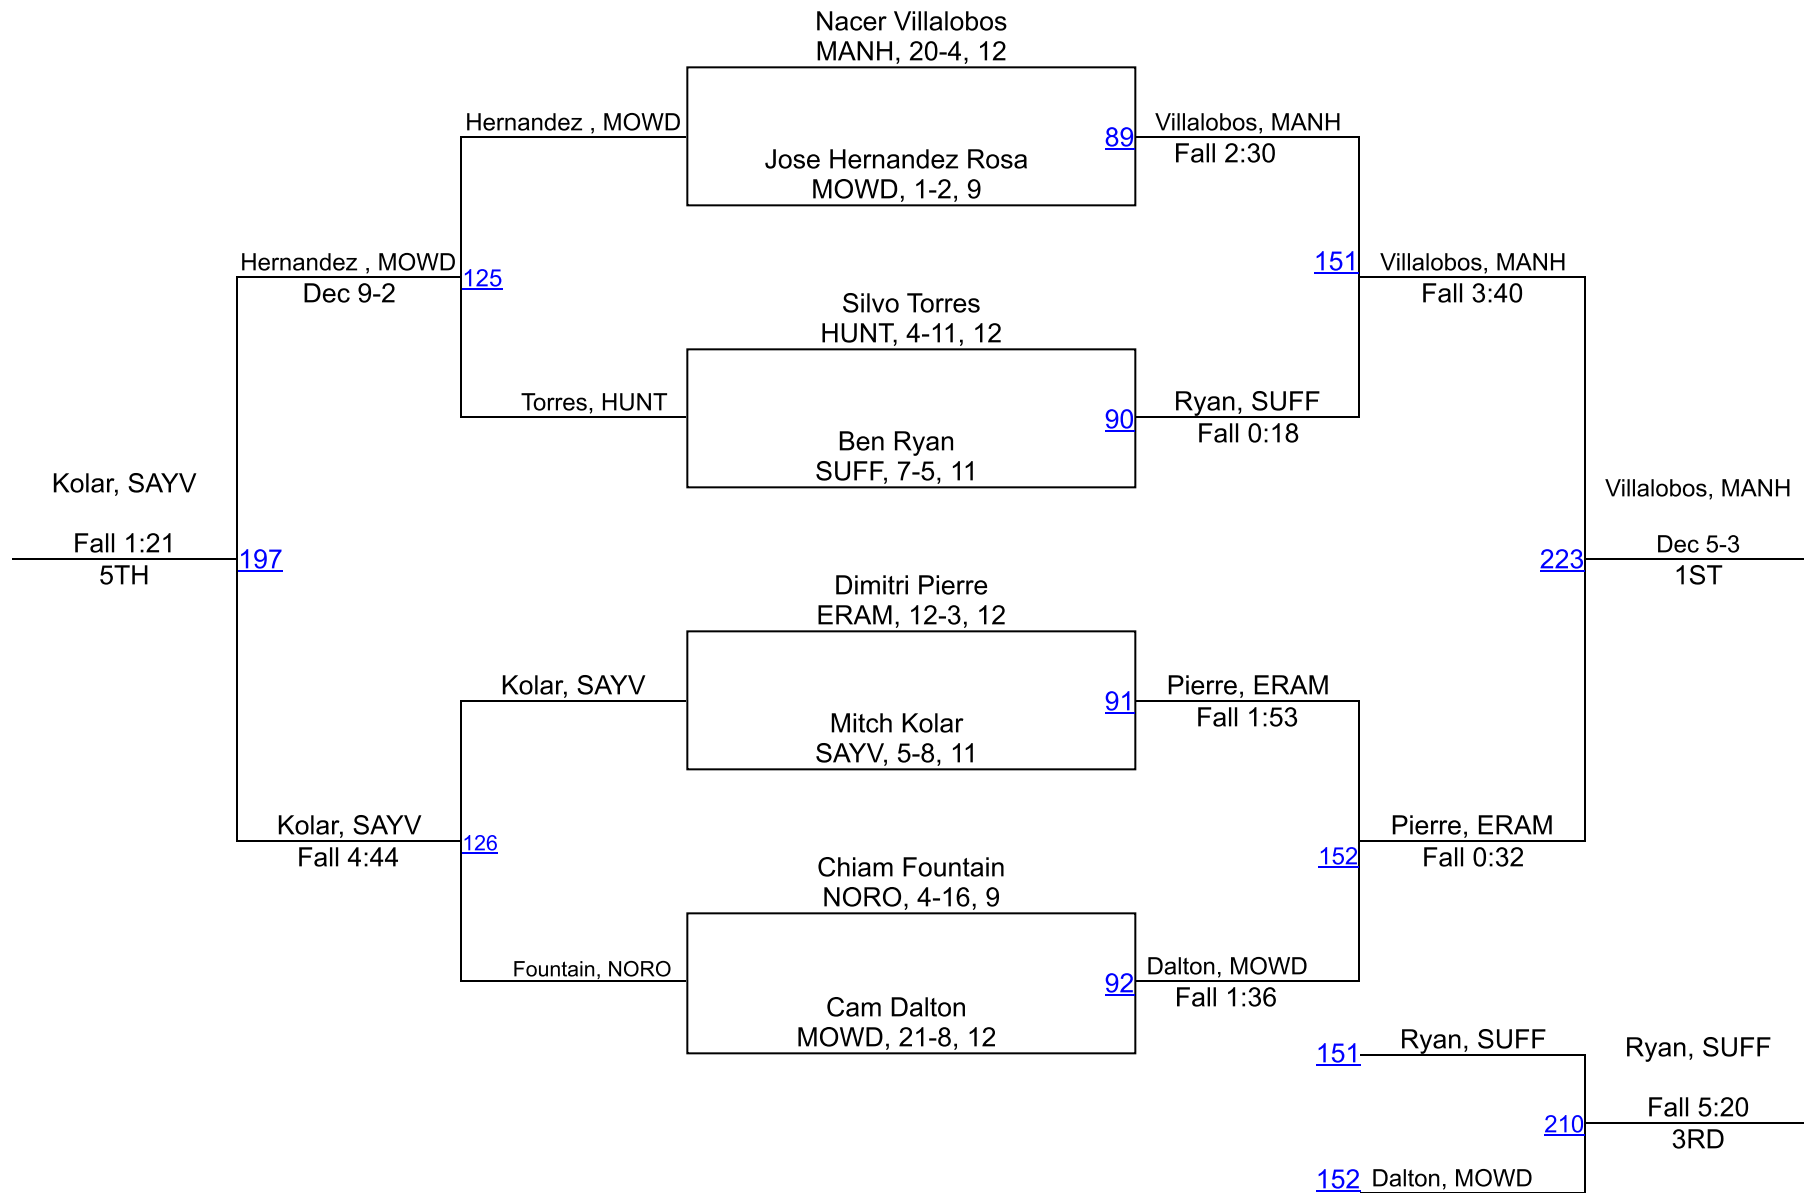 Nacer Villalobos
MANH, 20-4, 12
Hernandez , MOWD
89
Villalobos, MANH
Fall 2:30
Jose Hernandez Rosa
MOWD, 1-2, 9
Hernandez , MOWD
Dec 9-2
125
151
Villalobos, MANH
Fall 3:40
Silvo Torres
HUNT, 4-11, 12
Torres, HUNT
90
Ryan, SUFF
Fall 0:18
Ben Ryan
SUFF, 7-5, 11
Kolar, SAYV
Fall 1:21
5TH
197
223
Villalobos, MANH
Dec 5-3
1ST
Dimitri Pierre
ERAM, 12-3, 12
Kolar, SAYV
91
Pierre, ERAM
Fall 1:53
Mitch Kolar
SAYV, 5-8, 11
Kolar, SAYV
Fall 4:44
126
152
Pierre, ERAM
Fall 0:32
Chiam Fountain
NORO, 4-16, 9
Fountain, NORO
92
Dalton, MOWD
Fall 1:36
Cam Dalton
MOWD, 21-8, 12
151
Ryan, SUFF
Ryan, SUFF
210
Fall 5:20
3RD
152
Dalton, MOWD